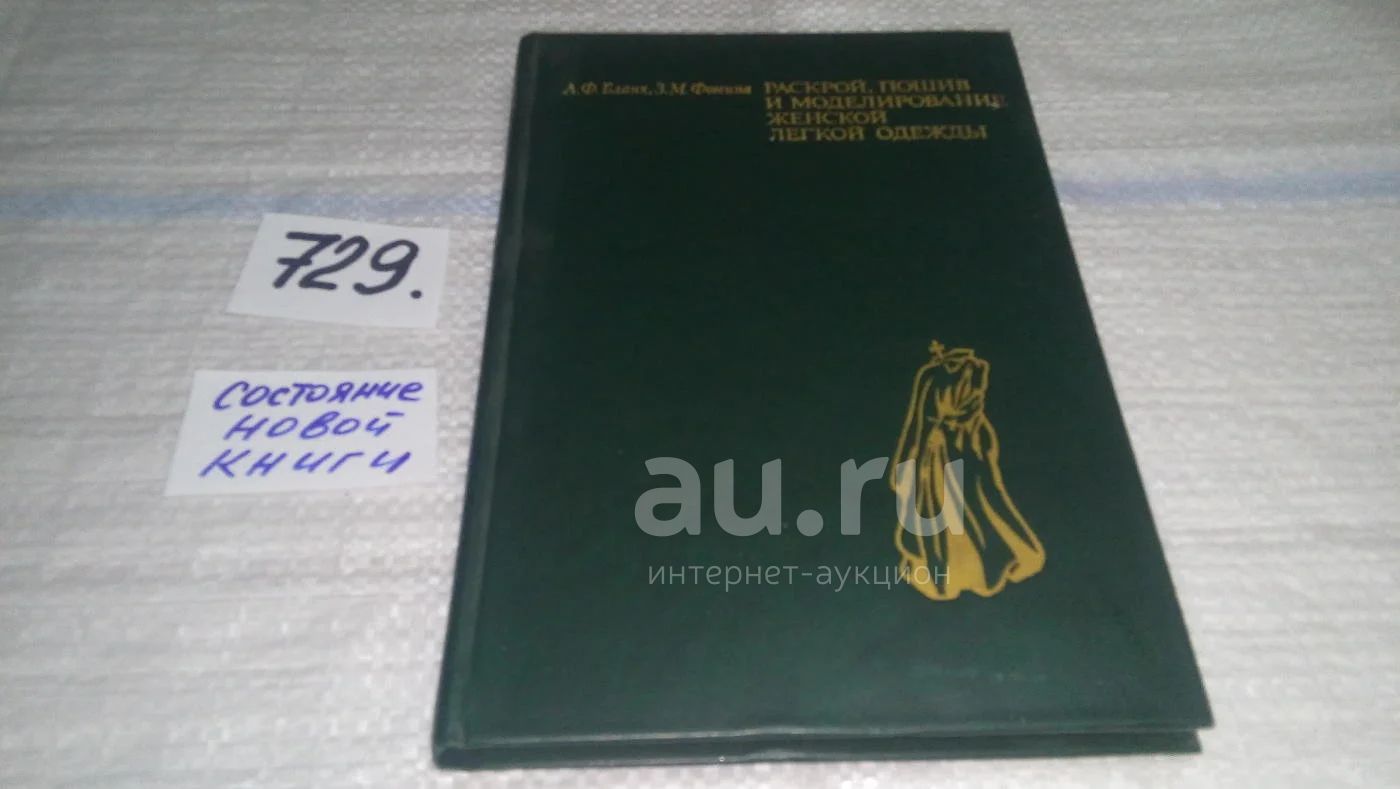 А.Ф. Бланк, З.М. Фомина
РАСКРОЙ, ПОШИВ
И МОДЕЛИРОВАНИЕ
ЖЕНСКОЙ
ЛЕГКОЙ ОДЕЖДЫ
729.
СОСТОЯНИЕ
НОВОЙ
КНИГИ
au.ru
интернет-аукцион